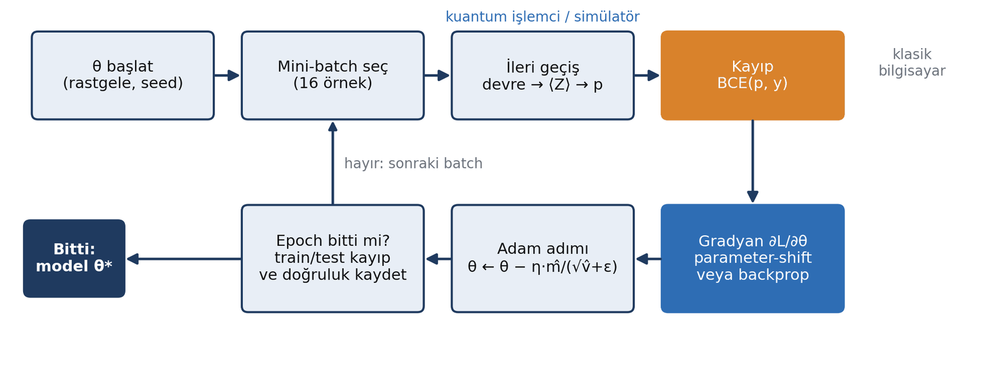 kuantum işlemci / simülatör
θ başlat
(rastgele, seed)
Mini-batch seç
(16 örnek)
İleri geçiş
devre → ⟨Z⟩ → p
Kayıp
BCE(p, y)
klasik
bilgisayar
hayır: sonraki batch
Bitti:
model θ*
Epoch bitti mi?
train/test kayıp
ve doğruluk kaydet
Adam adımı
θ ← θ − η·m̂/(√v̂+ε)
Gradyan ∂L/∂θ
parameter-shift
veya backprop